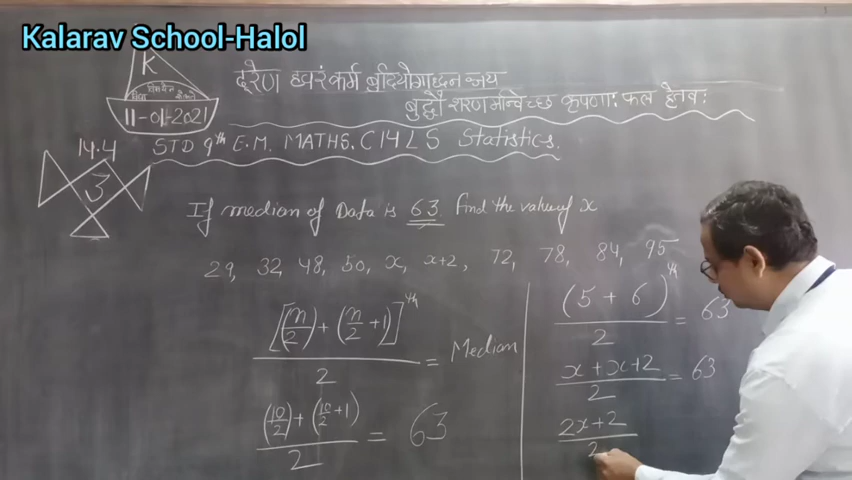 Kalarav School-Halol
K
11-01-2021
STD 9th E.M. MATHS. C 14 L 5 Statistics.
14.4
3
If median of Data is 63. find the value of x
29, 32, 48, 50, x, x+2, 72, 78, 84, 95
[(n/2) + (n/2 + 1)]th / 2 = Median
((10/2) + (10/2 + 1)) / 2 = 63
(5 + 6)th / 2 = 63
(x + x + 2) / 2 = 63
(2x + 2) / 2